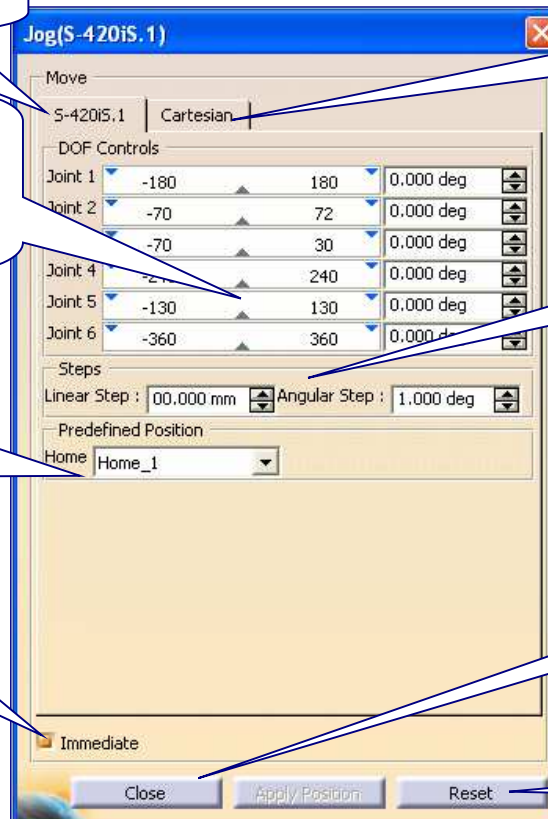 Jog(S-420iS.1)
Move
S-420iS.1 Cartesian
DOF Controls
Joint 1 -180 180 0.000 deg
Joint 2 -70 72 0.000 deg
-70 30 0.000 deg
Joint 4 240 0.000 deg
Joint 5 -130 130 0.000 deg
Joint 6 -360 360 0.000
Steps
Linear Step : 00.000 mm Angular Step : 1.000 deg
Predefined Position
Home Home_1
Immediate
Close Apply Position Reset